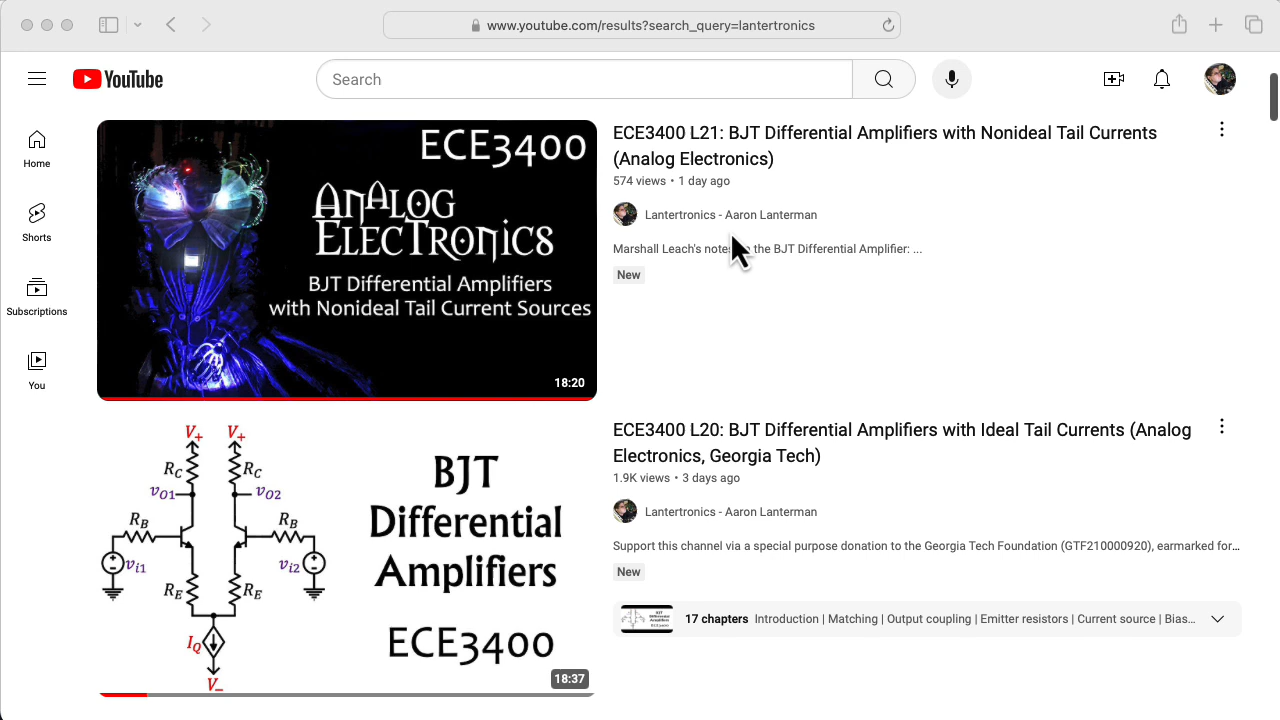 www.youtube.com/results?search_query=lantertronics
YouTube
Search
Home
Shorts
Subscriptions
You
ECE3400
Analog
Electronics
BJT Differential Amplifiers
with Nonideal Tail Current Sources
18:20
ECE3400 L21: BJT Differential Amplifiers with Nonideal Tail Currents
(Analog Electronics)
574 views • 1 day ago
Lantertronics - Aaron Lanterman
Marshall Leach's notes the BJT Differential Amplifier: ...
New
V+ V+
RC RC
vO1 vO2
RB RB
vi1 vi2
RE RE
IQ
V−
BJT
Differential
Amplifiers
ECE3400
18:37
ECE3400 L20: BJT Differential Amplifiers with Ideal Tail Currents (Analog
Electronics, Georgia Tech)
1.9K views • 3 days ago
Lantertronics - Aaron Lanterman
Support this channel via a special purpose donation to the Georgia Tech Foundation (GTF210000920), earmarked for...
New
17 chapters Introduction | Matching | Output coupling | Emitter resistors | Current source | Bias...